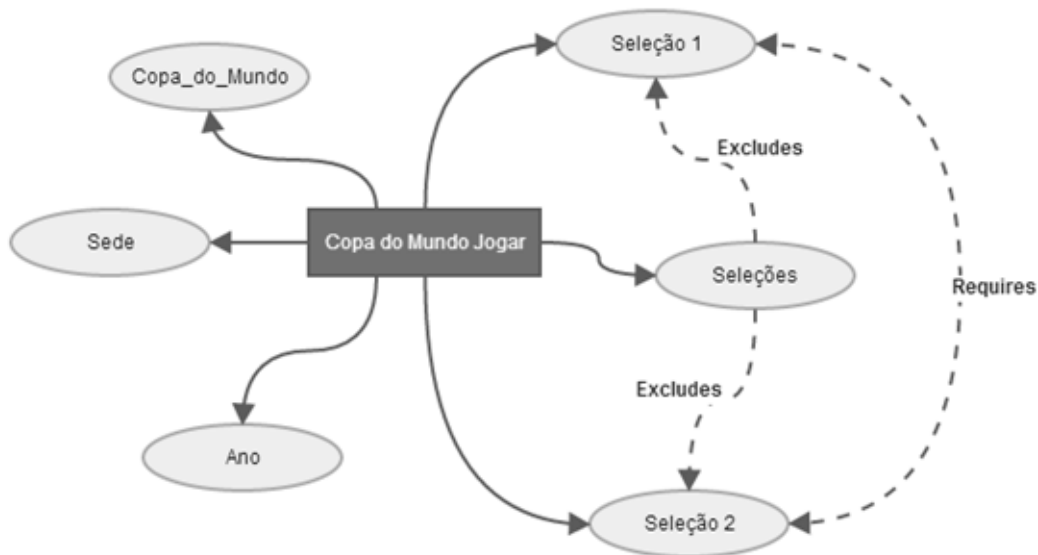 Seleção 1
Copa_do_Mundo
Excludes
Sede
Copa do Mundo Jogar
Seleções
Requires
Excludes
Ano
Seleção 2